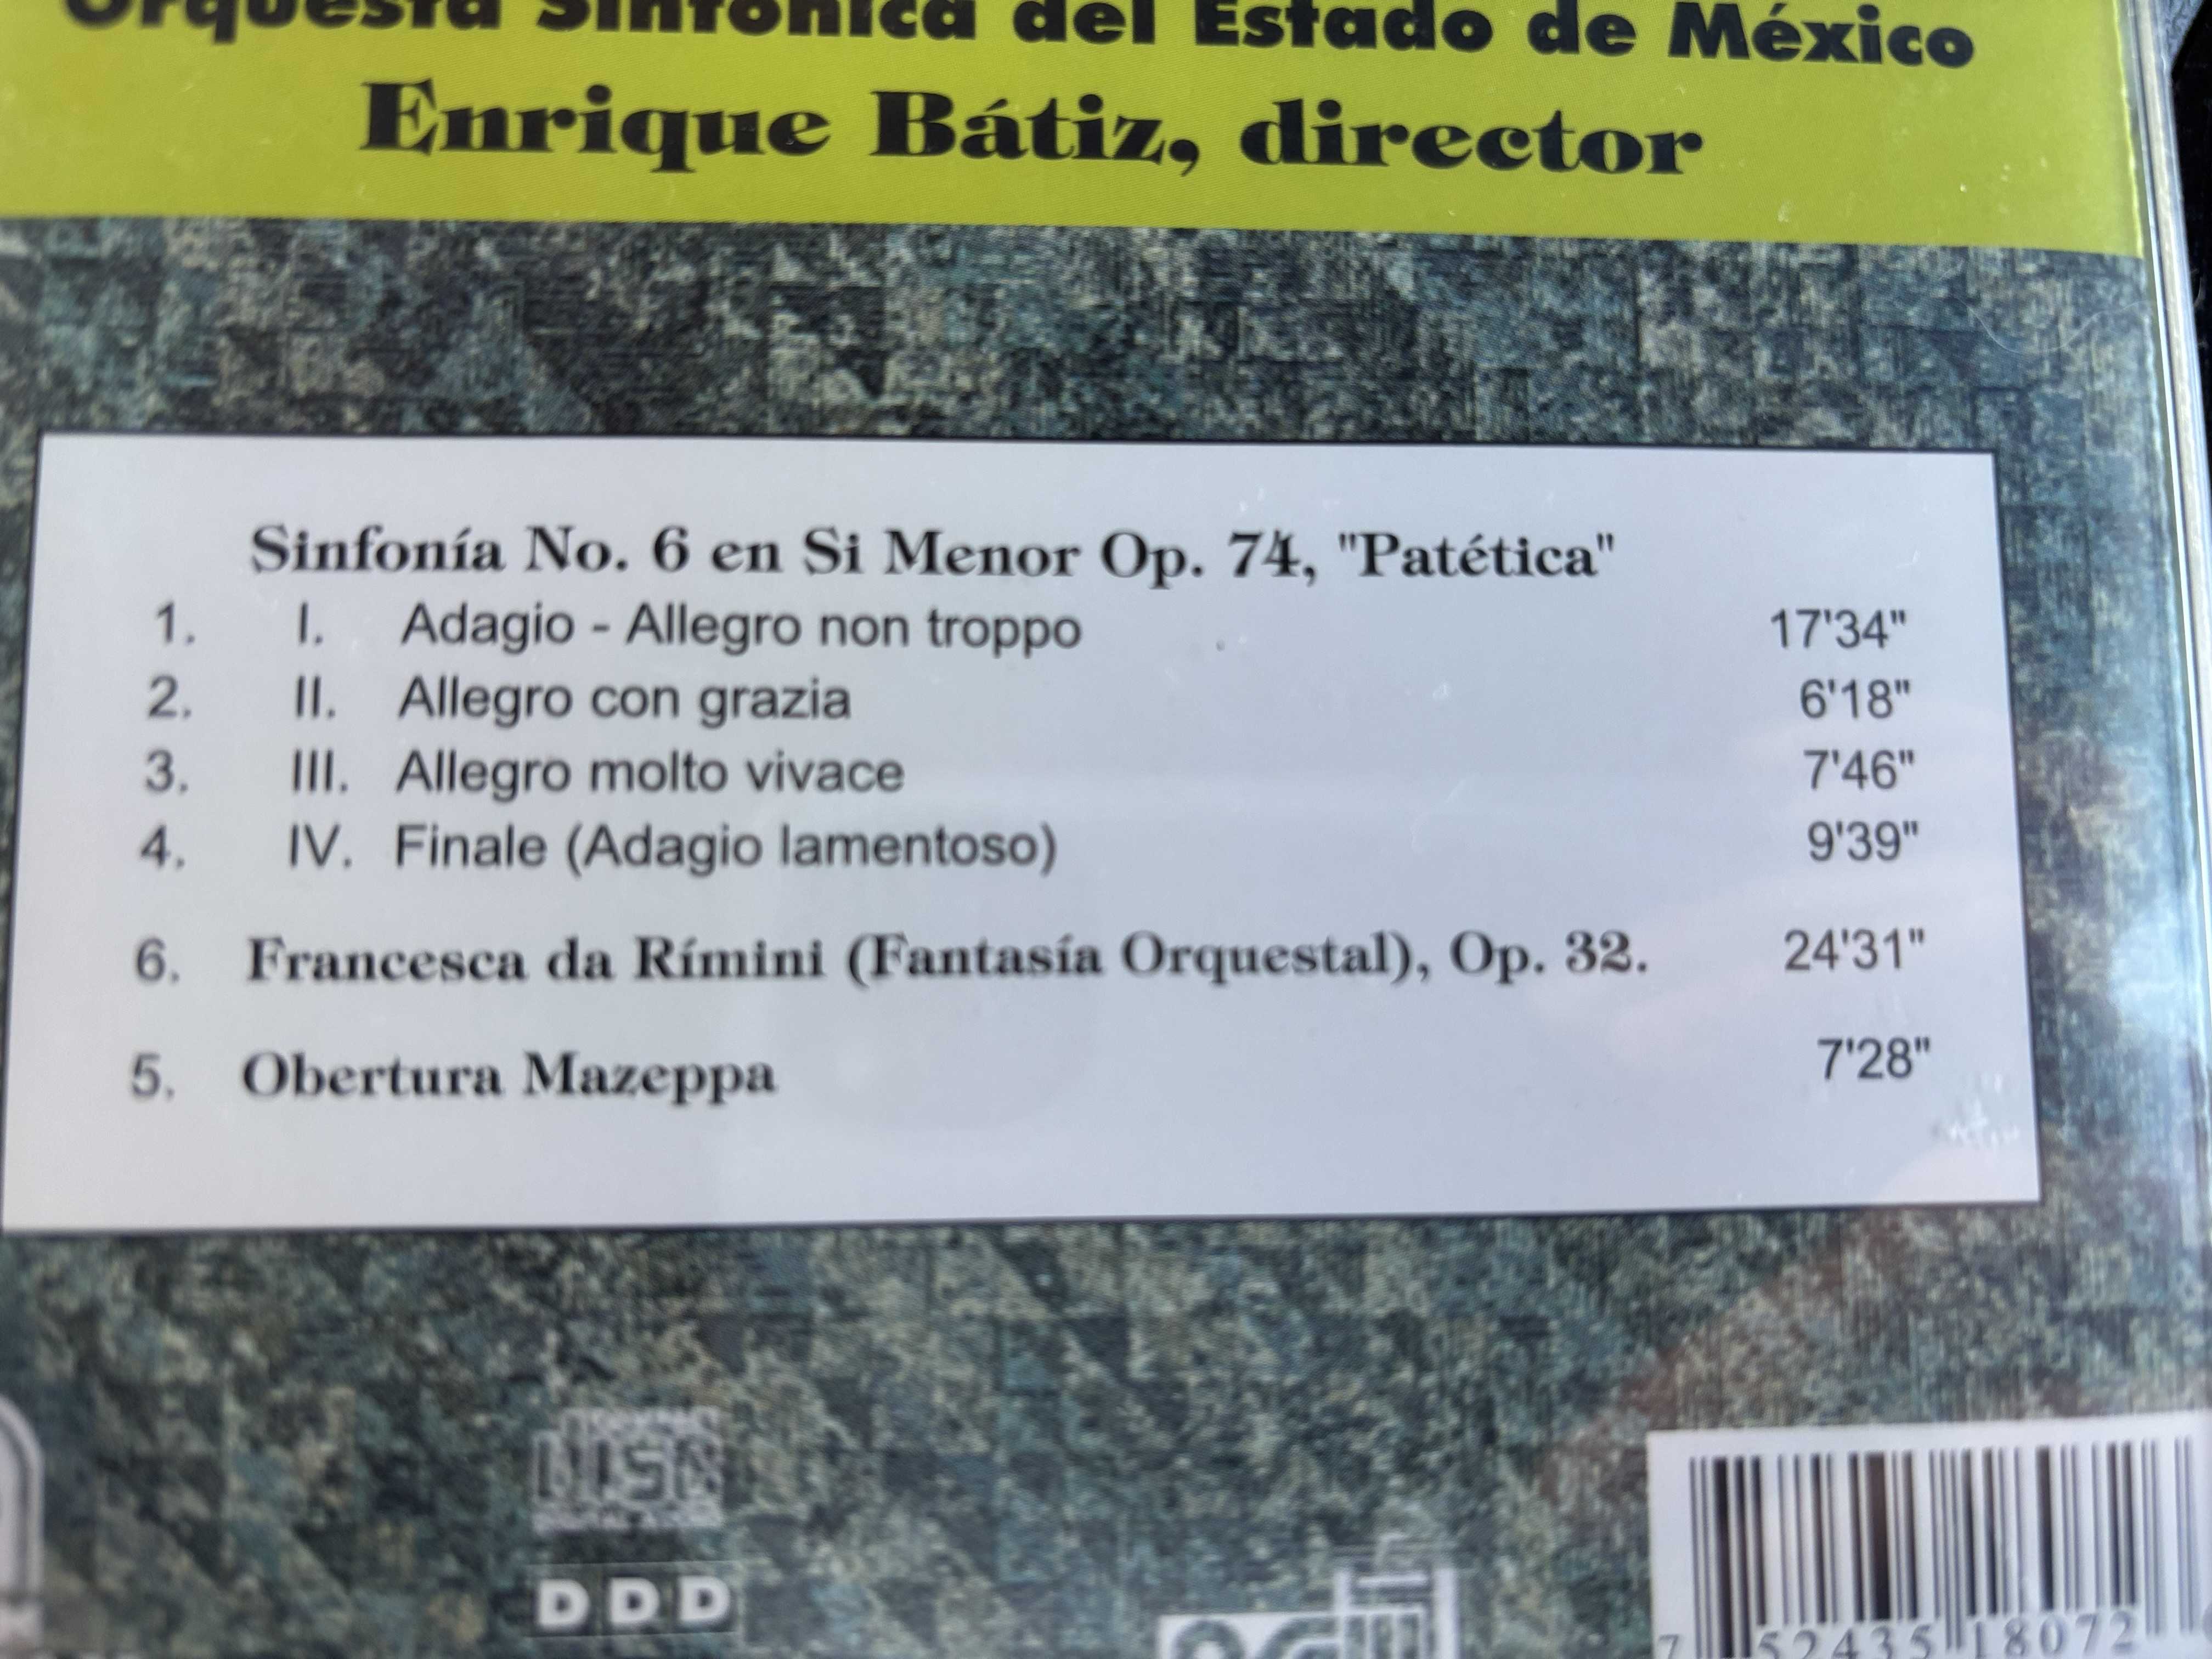 Orquesta Sinfónica del Estado de México
Enrique Bátiz, director
Sinfonía No. 6 en Si Menor Op. 74, "Patética"
1. I. Adagio - Allegro non troppo 17'34"
2. II. Allegro con grazia 6'18"
3. III. Allegro molto vivace 7'46"
4. IV. Finale (Adagio lamentoso) 9'39"
6. Francesca da Rímini (Fantasía Orquestal), Op. 32. 24'31"
5. Obertura Mazeppa 7'28"
DISC
DDD
7 52435 18072